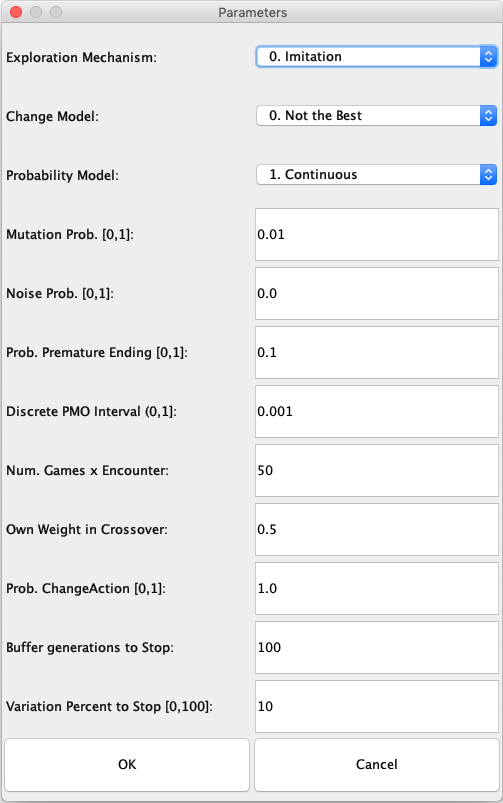 Parameters
Exploration Mechanism: 0. Imitation
Change Model: 0. Not the Best
Probability Model: 1. Continuous
Mutation Prob. [0,1]: 0.01
Noise Prob. [0,1]: 0.0
Prob. Premature Ending [0,1]: 0.1
Discrete PMO Interval (0,1]: 0.001
Num. Games x Encounter: 50
Own Weight in Crossover: 0.5
Prob. ChangeAction [0,1]: 1.0
Buffer generations to Stop: 100
Variation Percent to Stop [0,100]: 10
OK Cancel